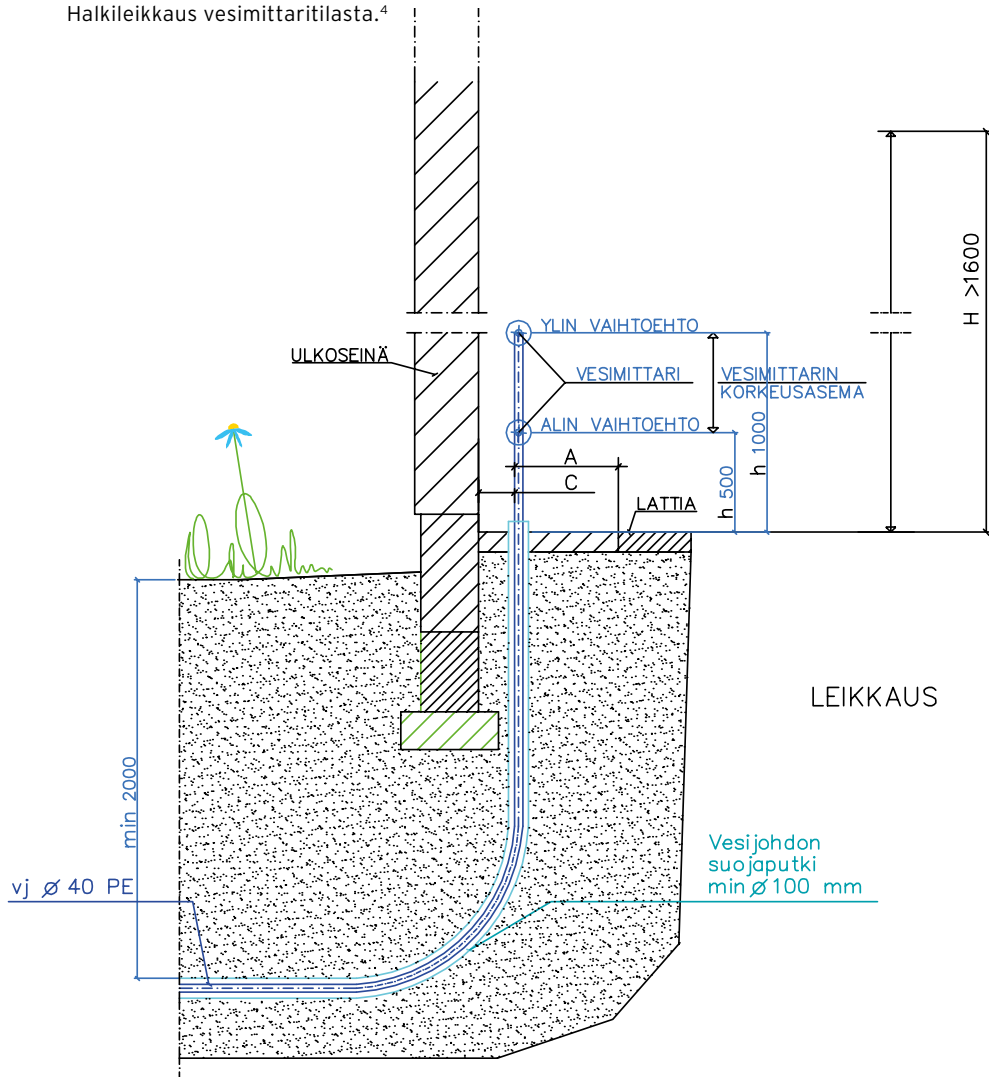 Halkileikkaus vesimittaritilasta.⁴
H >1600
YLIN VAIHTOEHTO
ULKOSEINÄ
VESIMITTARI
VESIMITTARIN
KORKEUSASEMA
ALIN VAIHTOEHTO
h 1000
h 500
A
C
LATTIA
LEIKKAUS
min 2000
Vesijohdon
suojaputki
min Ø 100 mm
vj Ø 40 PE